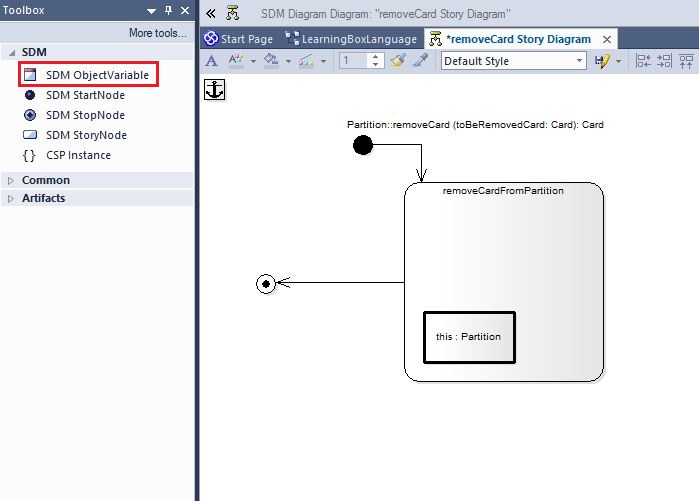 Toolbox
More tools...
SDM
SDM ObjectVariable
SDM StartNode
SDM StopNode
SDM StoryNode
{} CSP Instance
Common
Artifacts
SDM Diagram Diagram: "removeCard Story Diagram"
Start Page
LearningBoxLanguage
*removeCard Story Diagram
1
Default Style
Partition::removeCard (toBeRemovedCard: Card): Card
removeCardFromPartition
this : Partition